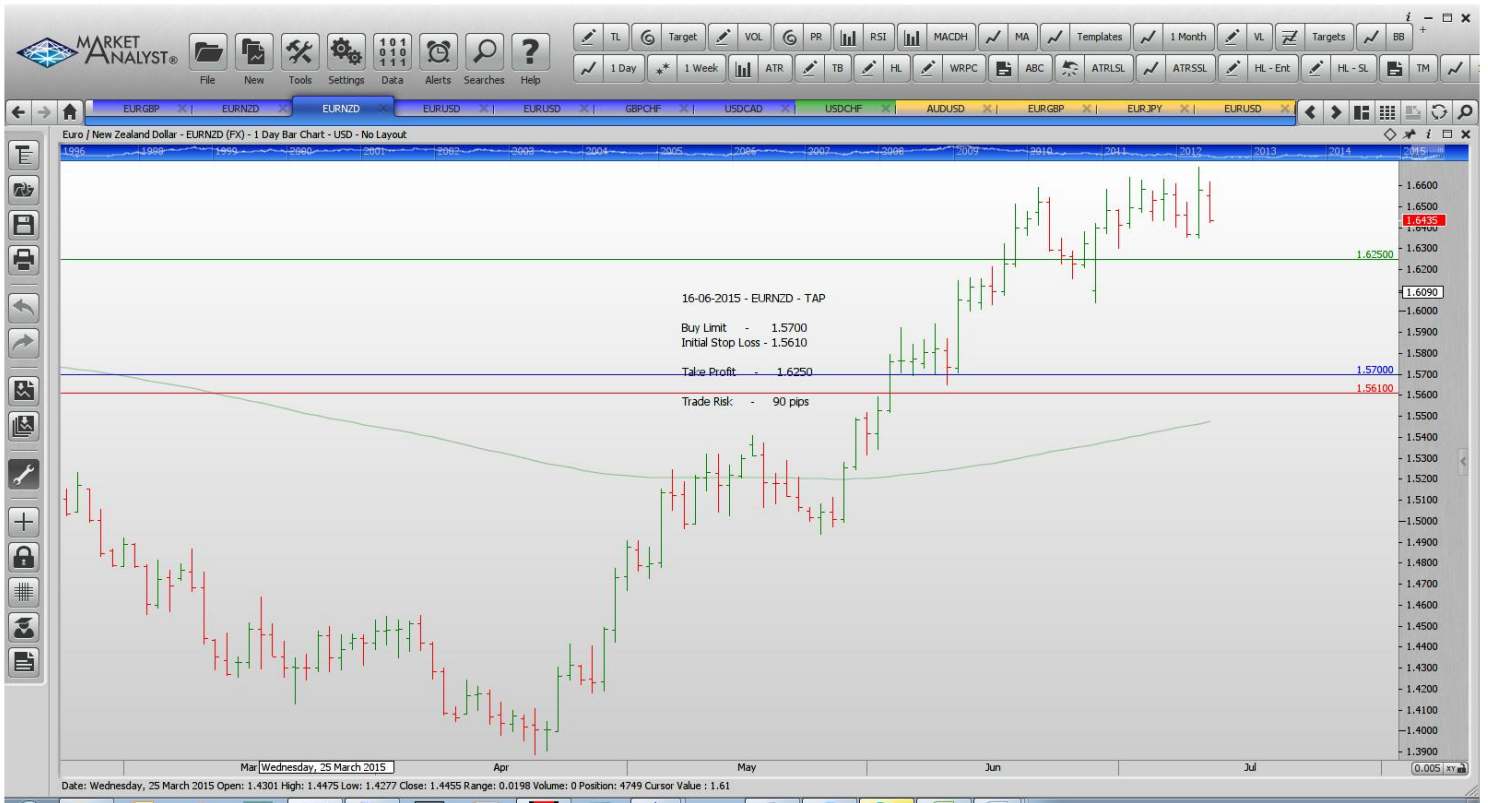 MARKET
ANALYST®
File New Tools Settings Data Alerts Searches Help
101
010
111
TL Target VOL PR RSI MACDH MA Templates 1 Month VL Targets BB
1 Day 1 Week ATR TB HL WRPC ABC ATRLSL ATRSSL HL - Ent HL - SL TM
EURGBP EURNZD EURNZD EURUSD EURUSD GBPCHF USDCAD USDCHF AUDUSD EURGBP EURJPY EURUSD
Euro / New Zealand Dollar - EURNZD (FX) - 1 Day Bar Chart - USD - No Layout
1996 1998 1999 2000 2001 2002 2003 2004 2005 2006 2007 2008 2009 2010 2011 2012 2013 2014 2015
1.6600
1.6500
1.6435
1.6400
1.6300
1.62500
1.6200
1.6090
16-06-2015 - EURNZD - TAP
1.6000
Buy Limit - 1.5700
1.5900
Initial Stop Loss - 1.5610
1.5800
Take Profit - 1.6250
1.57000
1.5700
1.56100
1.5600
Trade Risk - 90 pips
1.5500
1.5400
1.5300
1.5200
1.5100
1.5000
1.4900
1.4800
1.4700
1.4600
1.4500
1.4400
1.4300
1.4200
1.4100
1.4000
1.3900
Mar Wednesday, 25 March 2015 Apr May Jun Jul 0.005 XY
Date: Wednesday, 25 March 2015 Open: 1.4301 High: 1.4475 Low: 1.4277 Close: 1.4455 Range: 0.0198 Volume: 0 Position: 4749 Cursor Value : 1.61